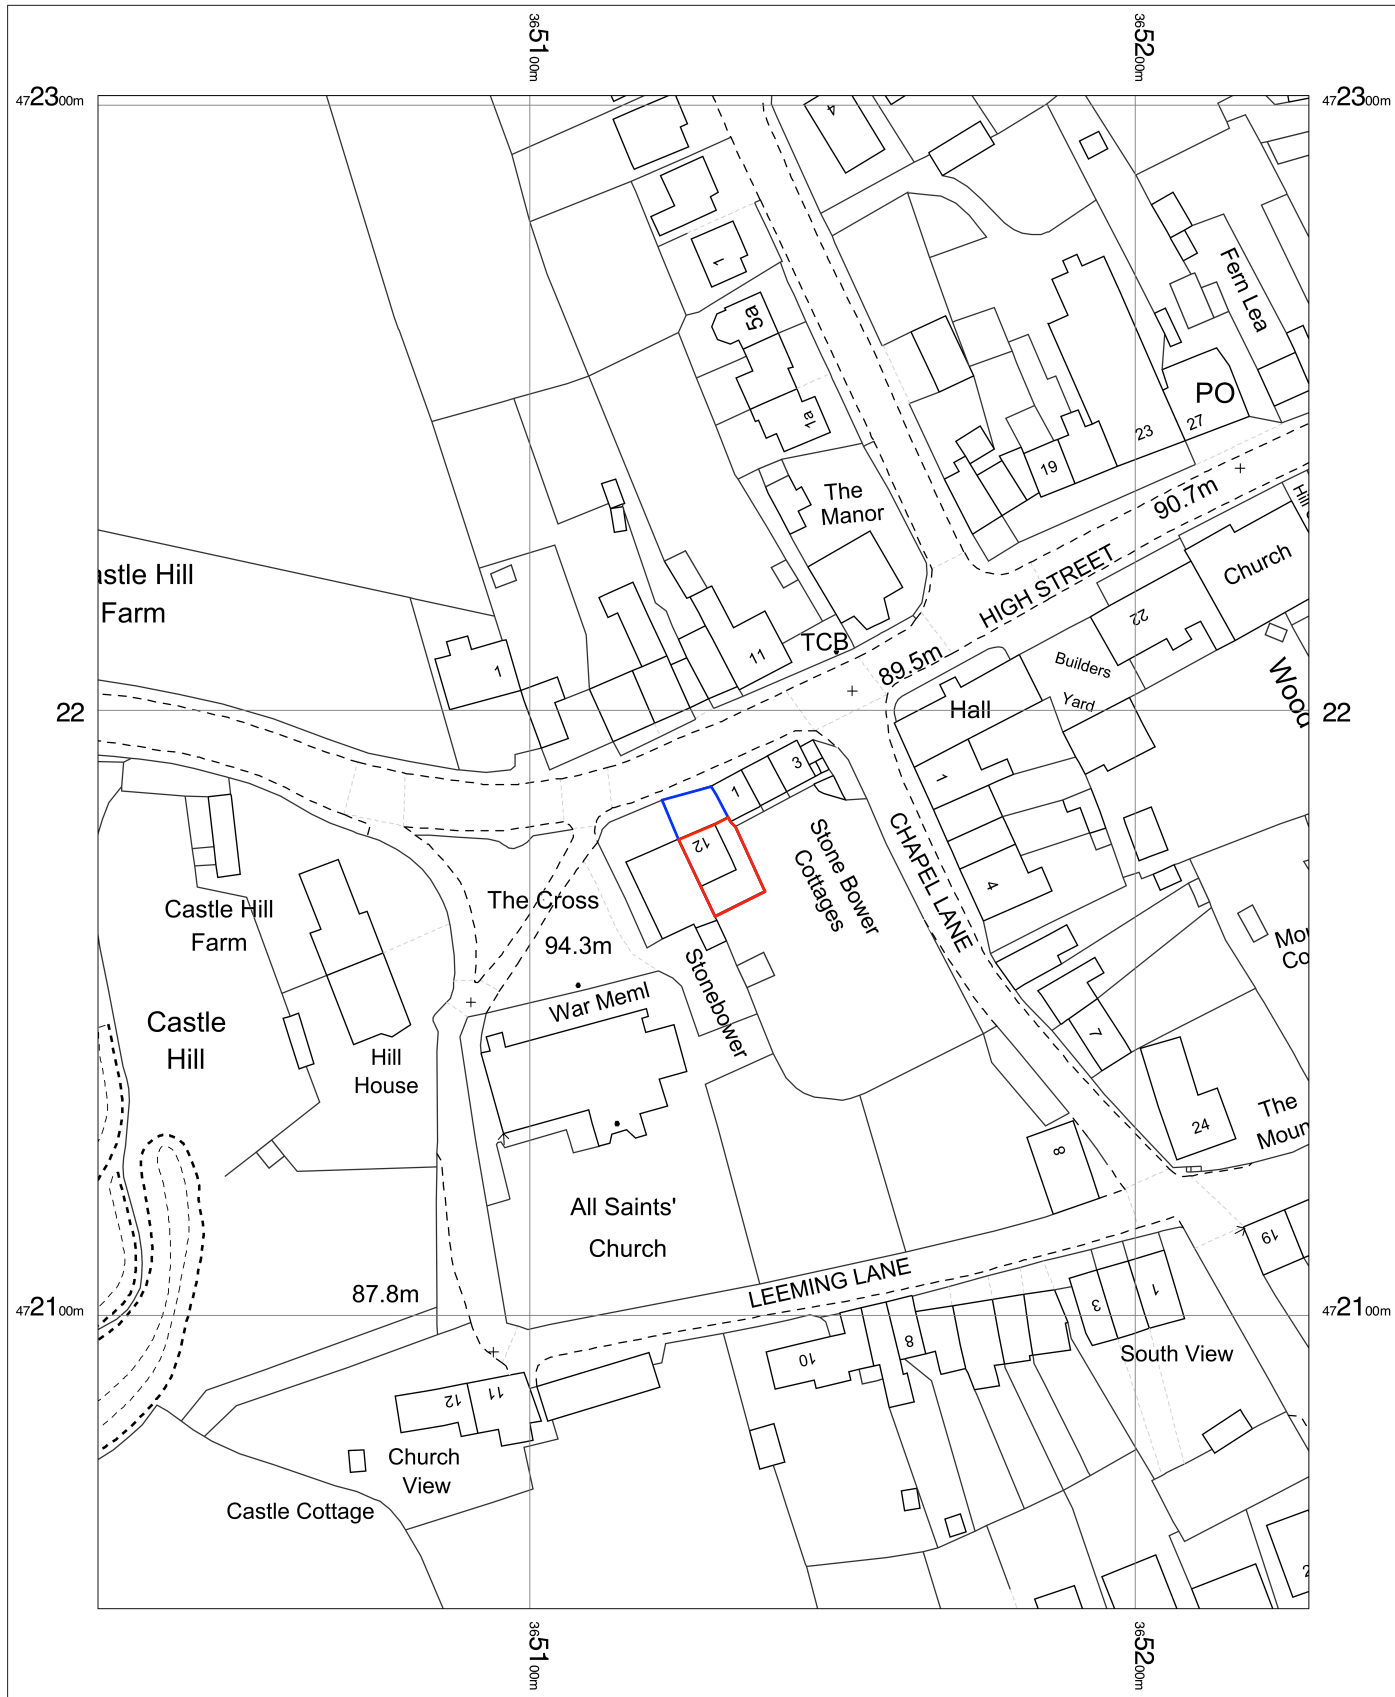 365100m
365200m
472300m
472300m
4
Fern Lea
1
5a
1a
PO
27
23
19
The
Manor
90.7m
HIGH STREET
Church
22
Castle Hill
Farm
1
11
TCB
89.5m
Builders
Yard
Hall
22
22
1
3
1
12
CHAPEL LANE
Stone Bower
Cottages
4
The Cross
94.3m
Castle Hill
Farm
Stonebower
War Meml
Castle
Hill
Hill
House
7
24
The
8
All Saints'
Church
87.8m
LEEMING LANE
19
1
3
South View
472100m
472100m
10
8
12
11
Church
View
Castle Cottage
365100m
365200m